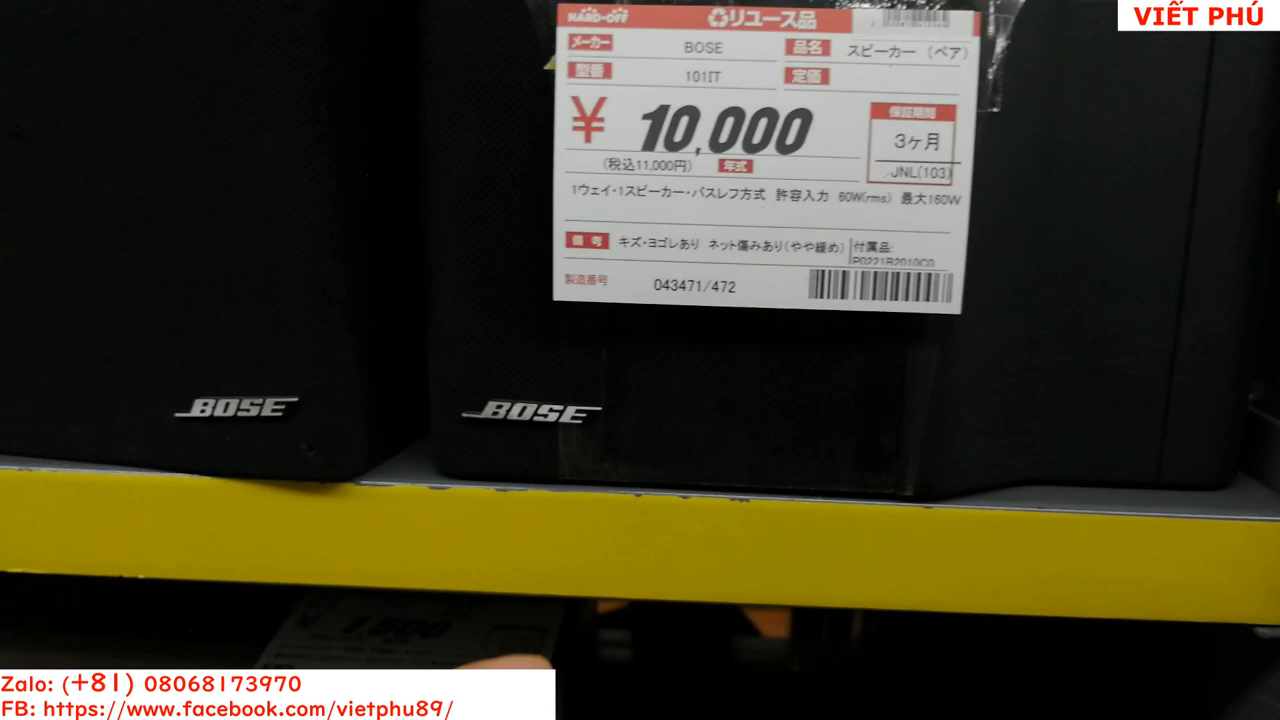 VIẾT PHÚ
HARD-OFF リユース品
メーカー BOSE 品名 スピーカー (ペア)
型番 101IT 定価
¥ 10,000 保証期間
3ヶ月
(税込11,000円) 年式 JNL(103)
1ウェイ・1スピーカー・バスレフ方式 許容入力 60W(rms) 最大160W
備考 キズ・ヨゴレあり ネット傷みあり(やや緩め) 付属品:
P0221B2010C0
製造番号 043471/472
BOSE BOSE
¥ 1,500
Zalo: (+81) 08068173970
FB: https://www.facebook.com/vietphu89/